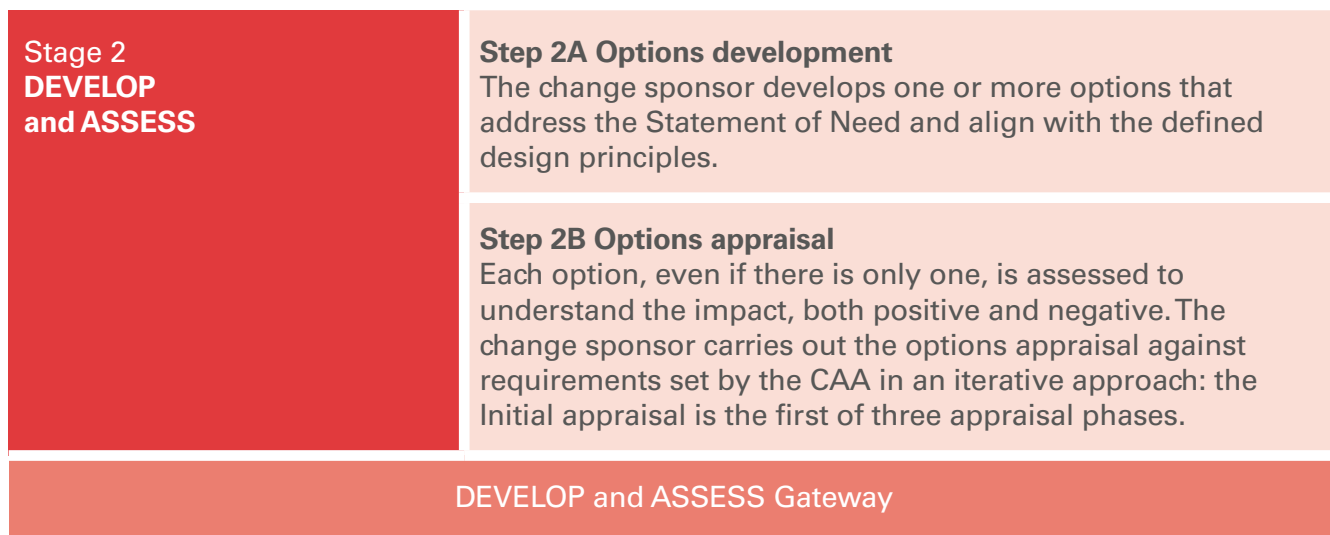 Stage 2
DEVELOP
and ASSESS
Step 2A Options development
The change sponsor develops one or more options that
address the Statement of Need and align with the defined
design principles.
Step 2B Options appraisal
Each option, even if there is only one, is assessed to
understand the impact, both positive and negative. The
change sponsor carries out the options appraisal against
requirements set by the CAA in an iterative approach: the
Initial appraisal is the first of three appraisal phases.
DEVELOP and ASSESS Gateway